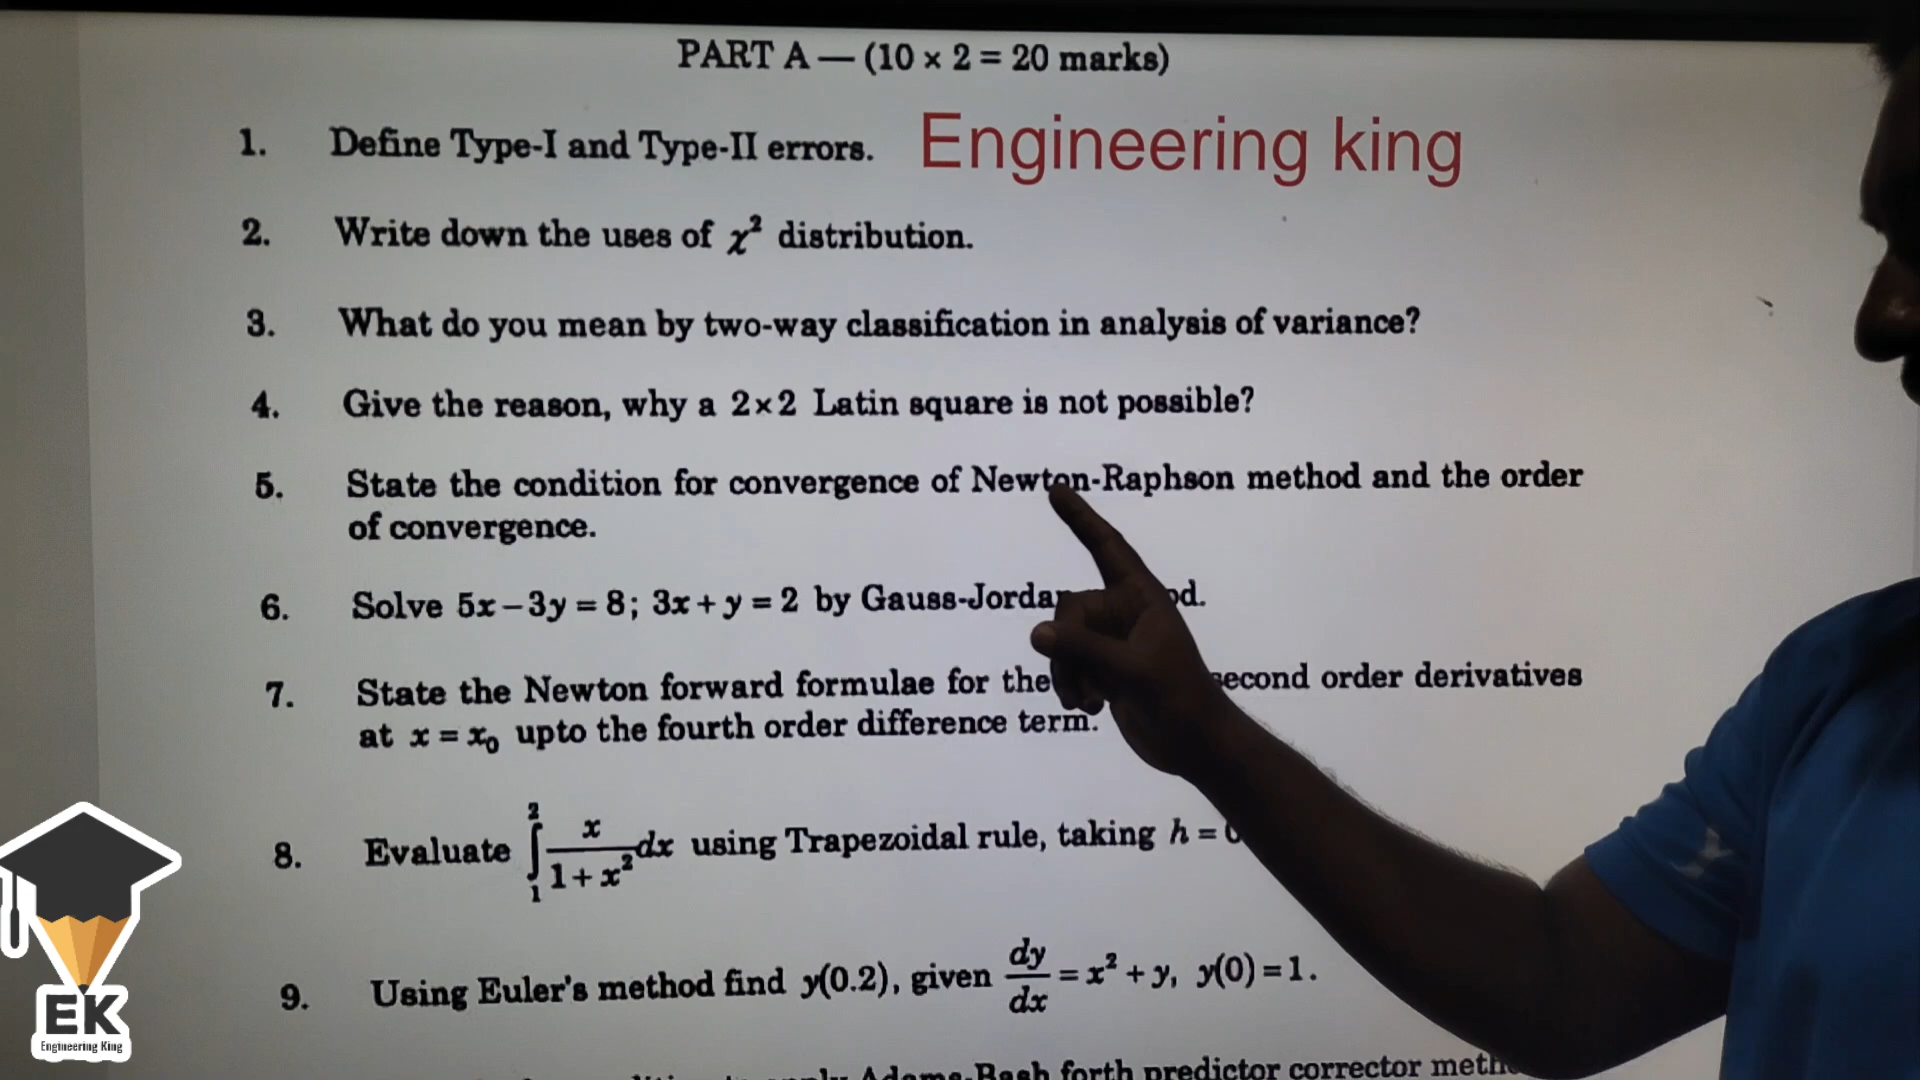 PART A — (10 × 2 = 20 marks)
1. Define Type-I and Type-II errors. Engineering king
2. Write down the uses of χ² distribution.
3. What do you mean by two-way classification in analysis of variance?
4. Give the reason, why a 2×2 Latin square is not possible?
5. State the condition for convergence of Newton-Raphson method and the order
of convergence.
6. Solve 5x – 3y = 8; 3x + y = 2 by Gauss-Jordan
7. State the Newton forward formulae for the second order derivatives
at x = x₀ upto the fourth order difference term.
8. Evaluate ∫₁² x/(1 + x²) dx using Trapezoidal rule, taking h =
9. Using Euler's method find y(0.2), given dy/dx = x² + y, y(0) = 1.
Adams-Bash forth predictor corrector
EK
Engineering King